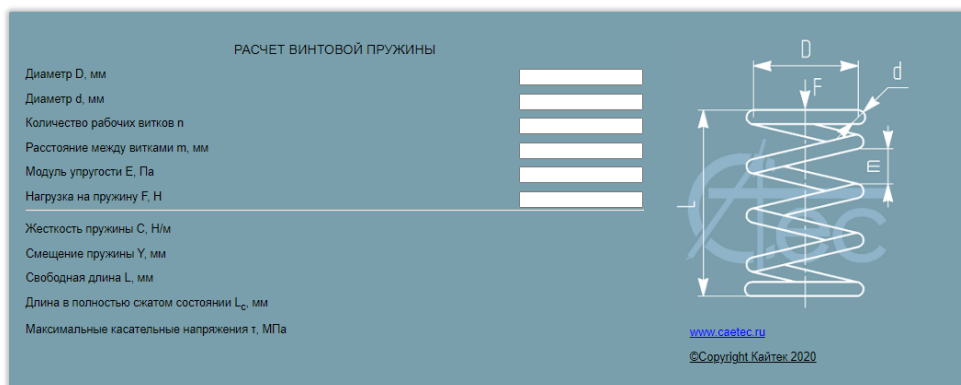 РАСЧЕТ ВИНТОВОЙ ПРУЖИНЫ
Диаметр D, мм
Диаметр d, мм
Количество рабочих витков n
Расстояние между витками m, мм
Модуль упругости E, Па
Нагрузка на пружину F, Н
Жесткость пружины C, Н/м
Смещение пружины Y, мм
Свободная длина L, мм
Длина в полностью сжатом состоянии Lc, мм
Максимальные касательные напряжения τ, МПа
D
d
F
m
L
Caetec
www.caetec.ru
©Copyright Кайтек 2020